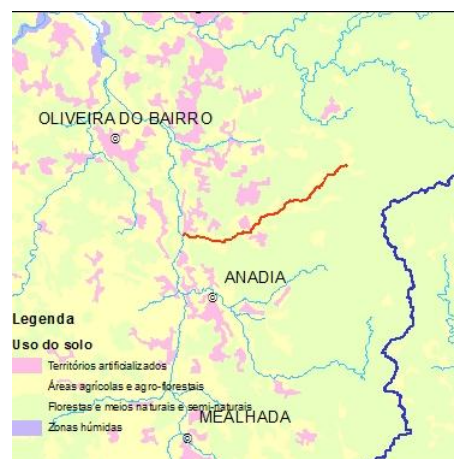 OLIVEIRA DO BAIRRO
ANADIA
Legenda
Uso do solo
Territórios artificializados
Áreas agrícolas e agro-florestais
Florestas e meios naturais e semi-naturais
MEALHADA
Zonas húmidas